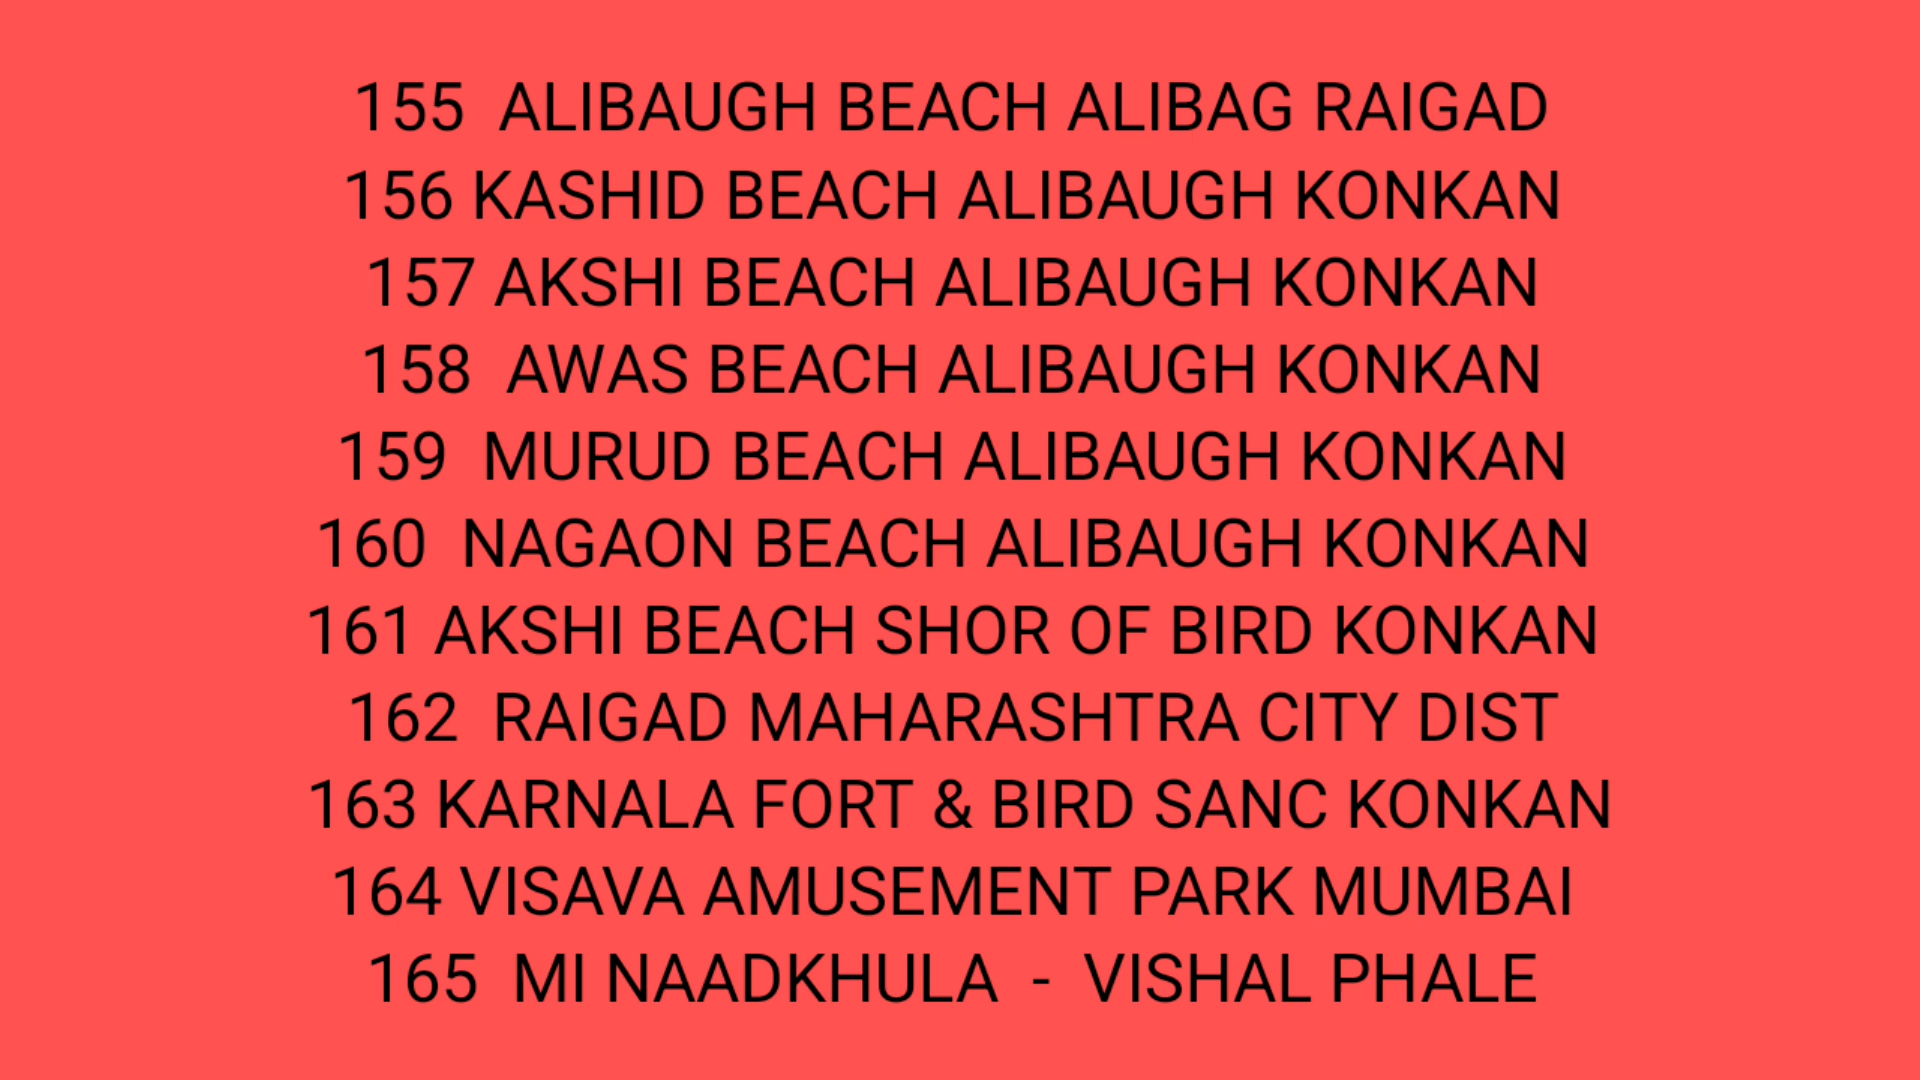 155  ALIBAUGH BEACH ALIBAG RAIGAD
156 KASHID BEACH ALIBAUGH KONKAN
157 AKSHI BEACH ALIBAUGH KONKAN
158  AWAS BEACH ALIBAUGH KONKAN
159  MURUD BEACH ALIBAUGH KONKAN
160  NAGAON BEACH ALIBAUGH KONKAN
161 AKSHI BEACH SHOR OF BIRD KONKAN
162  RAIGAD MAHARASHTRA CITY DIST
163 KARNALA FORT & BIRD SANC KONKAN
164 VISAVA AMUSEMENT PARK MUMBAI
165  MI NAADKHULA  -  VISHAL PHALE